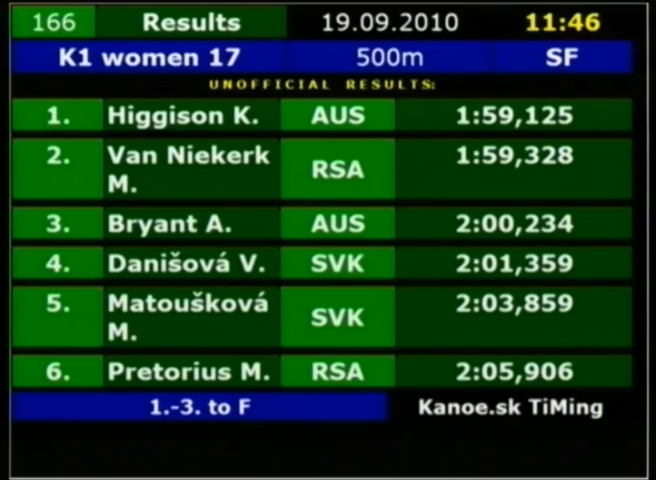 166 Results 19.09.2010 11:46
K1 women 17 500m SF
UNOFFICIAL RESULTS:
1. Higgison K. AUS 1:59,125
2. Van Niekerk RSA 1:59,328
M.
3. Bryant A. AUS 2:00,234
4. Danišová V. SVK 2:01,359
5. Matoušková SVK 2:03,859
M.
6. Pretorius M. RSA 2:05,906
1.-3. to F Kanoe.sk TiMing